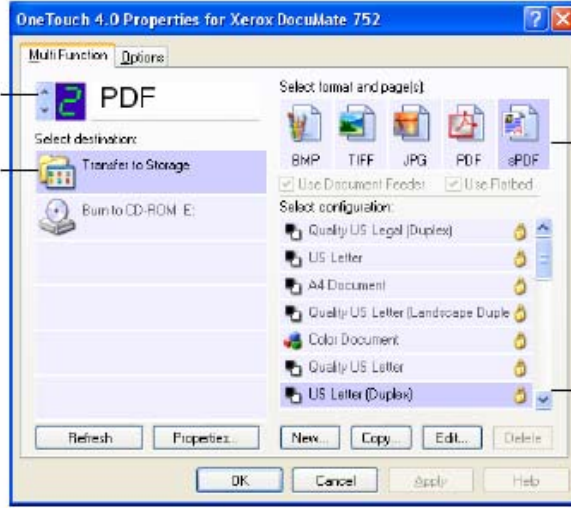 OneTouch 4.0 Properties for Xerox DocuMate 752
MultiFunction Options
2 PDF
Select destination:
Transfer to Storage
Burn to CD-ROM E:
Refresh Properties...
Select format and page(s):
BMP TIFF JPG PDF sPDF
Use Document Feeder Use Flatbed
Select configuration:
Quality US Legal (Duplex)
US Letter
A4 Document
Quality US Letter (Landscape Duple
Color Document
Quality US Letter
US Letter (Duplex)
New... Copy... Edit... Delete
OK Cancel Apply Help